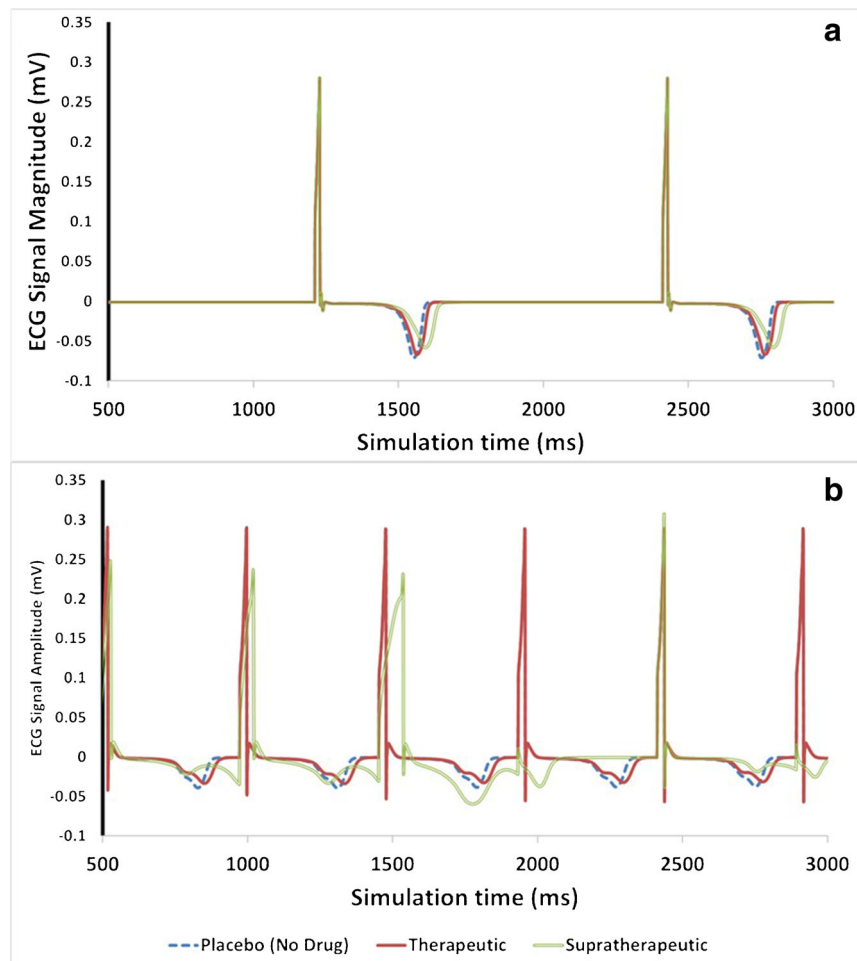 a
ECG Signal Magnitude (mV)
0.35
0.3
0.25
0.2
0.15
0.1
0.05
0
-0.05
-0.1
500 1000 1500 2000 2500 3000
Simulation time (ms)
b
ECG Signal Amplitude (mV)
0.35
0.3
0.25
0.2
0.15
0.1
0.05
0
-0.05
-0.1
500 1000 1500 2000 2500 3000
Simulation time (ms)
Placebo (No Drug) Therapeutic Supratherapeutic